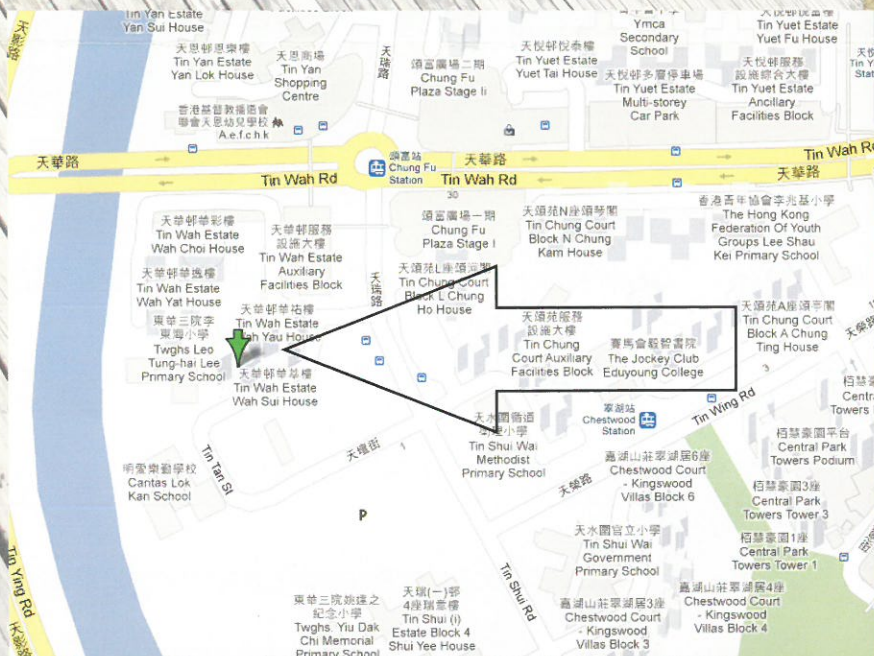 Tin Yan Estate
Yan Sui House
天恩邨恩樂樓
Tin Yan Estate
Yan Lok House
天恩商場
Tin Yan
Shopping
Centre
天瑞路
頌富廣場二期
Chung Fu
Plaza Stage Ii
天悅邨悅泰樓
Tin Yuet Estate
Yuet Tai House
Ymca
Secondary
School
Tin Yuet Estate
Yuet Fu House
天悅邨多層停車場
Tin Yuet Estate
Multi-storey
Car Park
天悅邨服務
設施綜合大樓
Tin Yuet Estate
Ancillary
Facilities Block
香港基督教播道會
聯會天恩幼兒學校
A.e.f.c.h.k
天華路
Tin Wah Rd
頌富站
Chung Fu
Station
天華路
Tin Wah Rd
30
Tin Wah Rd
天華路
天華邨華彩樓
Tin Wah Estate
Wah Choi House
天華邨服務
設施大樓
Tin Wah Estate
Auxiliary
Facilities Block
頌富廣場一期
Chung Fu
Plaza Stage I
天頌苑N座頌琴閣
Tin Chung Court
Block N Chung
Kam House
香港青年協會李兆基小學
The Hong Kong
Federation Of Youth
Groups Lee Shau
Kei Primary School
天華邨華逸樓
Tin Wah Estate
Wah Yat House
天瑞路
Tin Chung Court
Block L Chung
Ho House
天華邨華祐樓
Tin Wah Estate
Wah Yau House
東華三院李
東海小學
Twghs Leo
Tung-hai Lee
Primary School
天華邨華萃樓
Tin Wah Estate
Wah Sui House
天頌苑服務
設施大樓
Tin Chung
Court Auxiliary
Facilities Block
賽馬會毅智書院
The Jockey Club
Eduyoung College
天頌苑A座頌亭閣
Tin Chung Court
Block A Chung
Ting House
3
Tin Wing Rd
翠湖站
Chestwood
Station
天水圍循道
衛理小學
Tin Shui Wai
Methodist
Primary School
天壇街
1
Tin Tan St
明愛樂勤學校
Cantas Lok
Kan School
P
天榮路
嘉湖山莊翠湖居6座
Chestwood Court
- Kingswood
Villas Block 6
栢慧豪園平台
Central Park
Towers Podium
栢慧豪園3座
Central Park
Towers Tower 3
栢慧豪園1座
Central Park
Towers Tower 1
天水圍官立小學
Tin Shui Wai
Government
Primary School
Tin Shui Rd
Tin Ying Rd
天影路
東華三院姚達之
紀念小學
Twghs. Yiu Dak
Chi Memorial
Primary School
天瑞(一)邨
4座瑞意樓
Tin Shui (i)
Estate Block 4
Shui Yee House
嘉湖山莊翠湖居3座
Chestwood Court
- Kingswood
Villas Block 3
嘉湖山莊翠湖居4座
Chestwood Court
- Kingswood
Villas Block 4